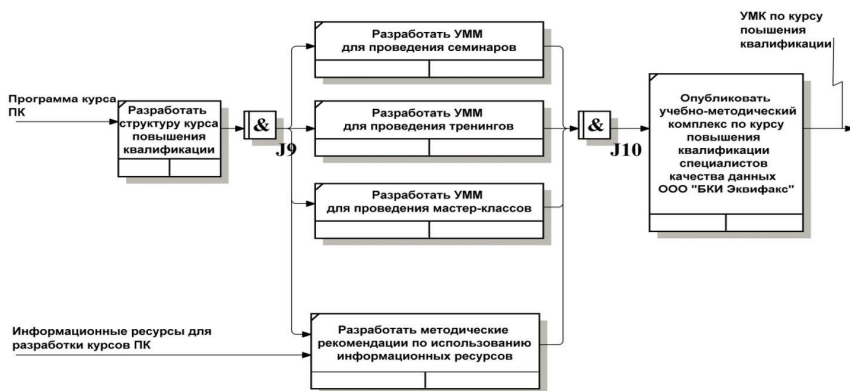 УМК по курсу
поышения
квалификации
Разработать УММ
для проведения семинаров
Программа курса
ПК
Разработать
структуру курса
повышения
квалификации
&
J9
Разработать УММ
для проведения тренингов
&
J10
Опубликовать
учебно-методический
комплекс по курсу
повышения
квалификации
специалистов
качества данных
ООО "БКИ Эквифакс"
Разработать УММ
для проведения мастер-классов
Информационные ресурсы для
разработки курсов ПК
Разработать методические
рекомендации по использованию
информационных ресурсов